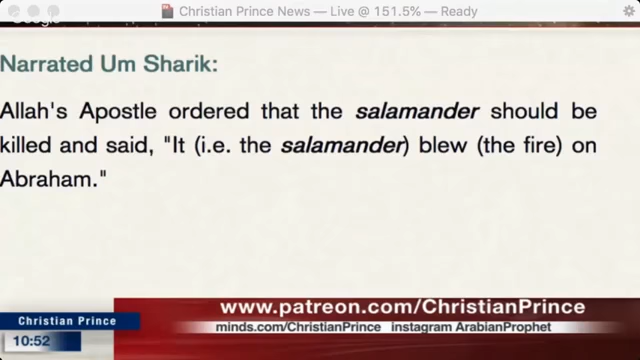 Christian Prince News — Live @ 151.5% — Ready
Narrated Um Sharik:
Allah's Apostle ordered that the salamander should be
killed and said, "It (i.e. the salamander) blew (the fire) on
Abraham."
www.patreon.com/ChristianPrince
Christian Prince
minds.com/ChristianPrince instagram ArabianProphet
10:52